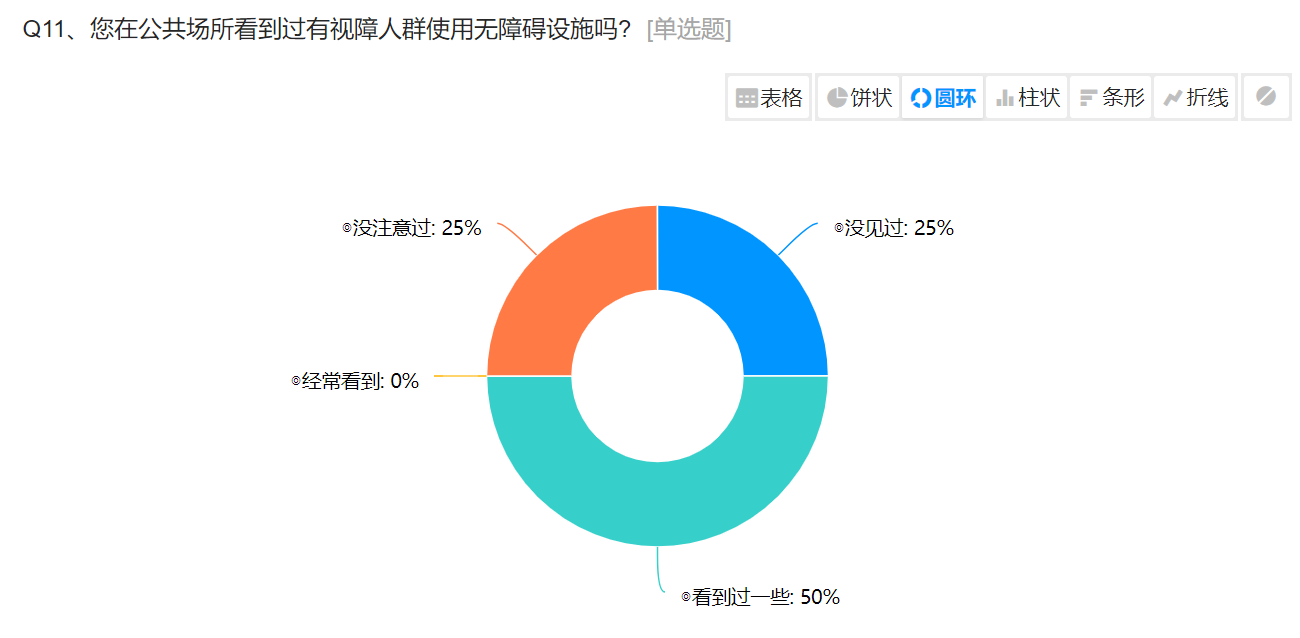 Q11、您在公共场所看到过有视障人群使用无障碍设施吗? [单选题]
表格 饼状 圆环 柱状 条形 折线
没注意过: 25%
没见过: 25%
经常看到: 0%
看到过一些: 50%